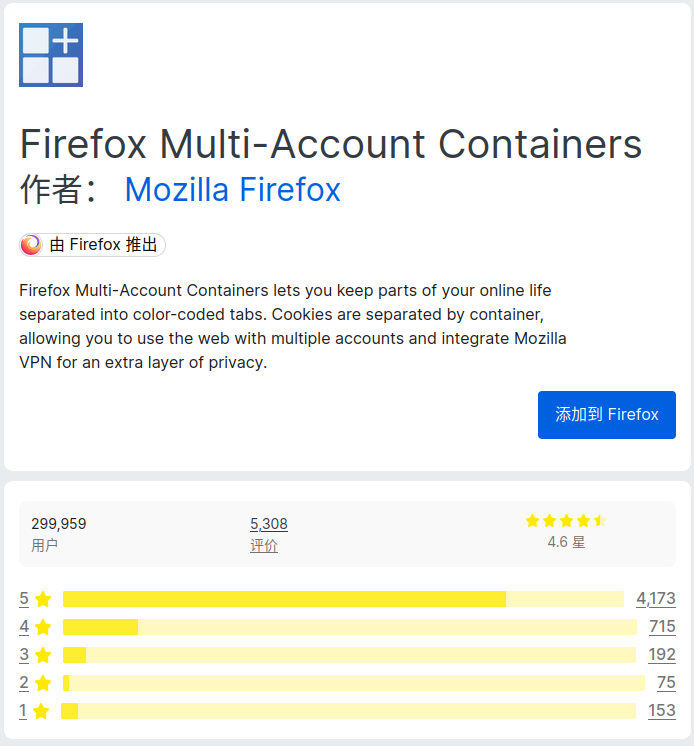 Firefox Multi-Account Containers
作者： Mozilla Firefox
由 Firefox 推出
Firefox Multi-Account Containers lets you keep parts of your online life
separated into color-coded tabs. Cookies are separated by container,
allowing you to use the web with multiple accounts and integrate Mozilla
VPN for an extra layer of privacy.
添加到 Firefox
299,959
用户
5,308
评价
4.6 星
5 4,173
4 715
3 192
2 75
1 153